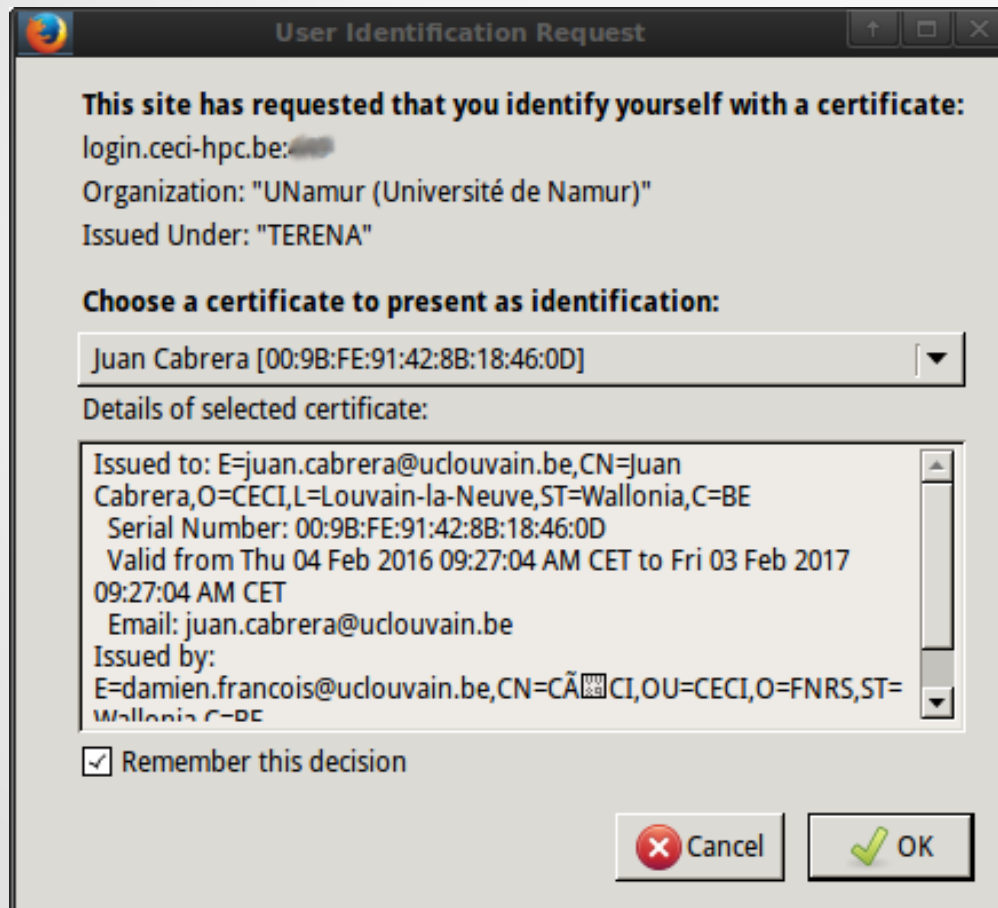 User Identification Request
This site has requested that you identify yourself with a certificate:
login.ceci-hpc.be:
Organization: "UNamur (Université de Namur)"
Issued Under: "TERENA"
Choose a certificate to present as identification:
Juan Cabrera [00:9B:FE:91:42:8B:18:46:0D]
Details of selected certificate:
Issued to: E=juan.cabrera@uclouvain.be,CN=Juan
Cabrera,O=CECI,L=Louvain-la-Neuve,ST=Wallonia,C=BE
Serial Number: 00:9B:FE:91:42:8B:18:46:0D
Valid from Thu 04 Feb 2016 09:27:04 AM CET to Fri 03 Feb 2017
09:27:04 AM CET
Email: juan.cabrera@uclouvain.be
Issued by:
E=damien.francois@uclouvain.be,CN=CÃCI,OU=CECI,O=FNRS,ST=
Wallonia,C=BE
Remember this decision
Cancel
OK